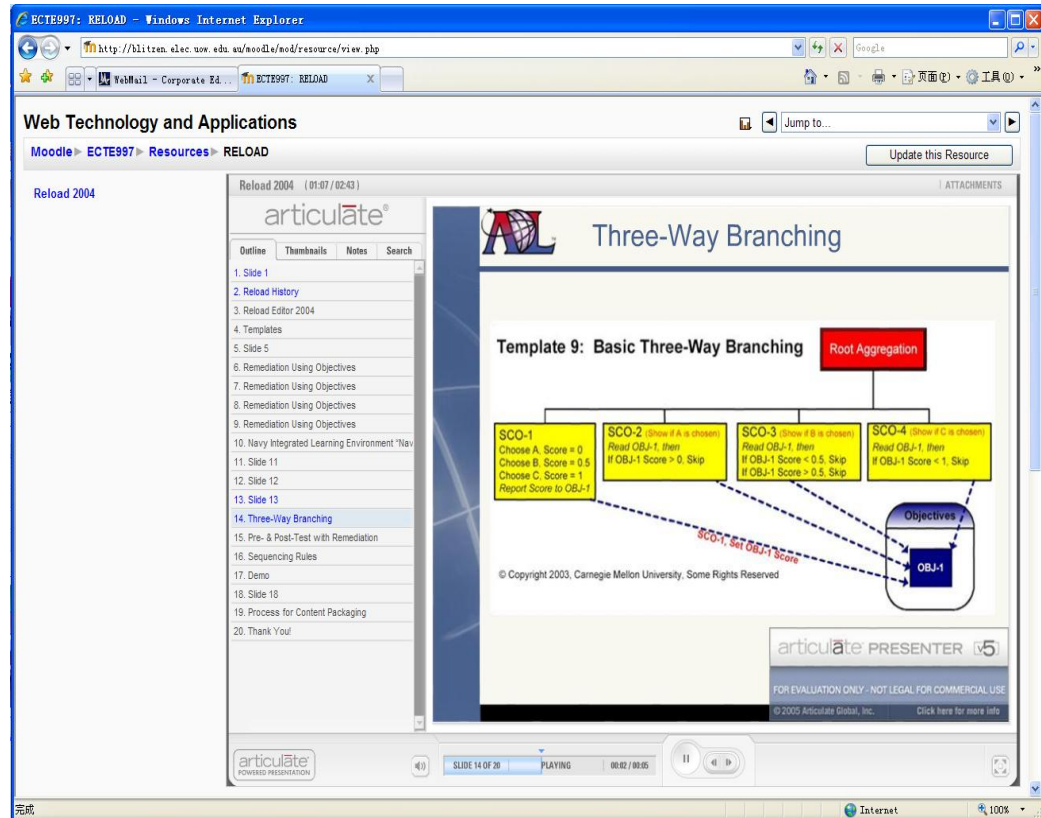 ECTE997: RELOAD - Windows Internet Explorer
http://blitzen.elec.uow.edu.au/moodle/mod/resource/view.php
Google
WebMail - Corporate Ed...
ECTE997: RELOAD
X
页面(P)
工具(O)
»
Web Technology and Applications
Jump to...
Moodle ► ECTE997 ► Resources ► RELOAD
Update this Resource
Reload 2004
Reload 2004 (01:07 / 02:43)
ATTACHMENTS
articulate®
Outline Thumbnails Notes Search
1. Slide 1
2. Reload History
3. Reload Editor 2004
4. Templates
5. Slide 5
6. Remediation Using Objectives
7. Remediation Using Objectives
8. Remediation Using Objectives
9. Remediation Using Objectives
10. Navy Integrated Learning Environment "Nav
11. Slide 11
12. Slide 12
13. Slide 13
14. Three-Way Branching
15. Pre- & Post-Test with Remediation
16. Sequencing Rules
17. Demo
18. Slide 18
19. Process for Content Packaging
20. Thank You!
ADL
Three-Way Branching
Template 9: Basic Three-Way Branching
Root Aggregation
SCO-1
Choose A, Score = 0
Choose B, Score = 0.5
Choose C, Score = 1
Report Score to OBJ-1
SCO-2 (Show if A is chosen)
Read OBJ-1, then
If OBJ-1 Score > 0, Skip
SCO-3 (Show if B is chosen)
Read OBJ-1, then
If OBJ-1 Score < 0.5, Skip
If OBJ-1 Score > 0.5, Skip
SCO-4 (Show if C is chosen)
Read OBJ-1, then
If OBJ-1 Score < 1, Skip
SCO-1, Set OBJ-1 Score
Objectives
OBJ-1
© Copyright 2003, Carnegie Mellon University, Some Rights Reserved
articulate PRESENTER v5
FOR EVALUATION ONLY - NOT LEGAL FOR COMMERCIAL USE
© 2005 Articulate Global, Inc. Click here for more info
articulate
POWERED PRESENTATION
SLIDE 14 OF 20 PLAYING 00:02 / 00:05
完成
Internet
100%